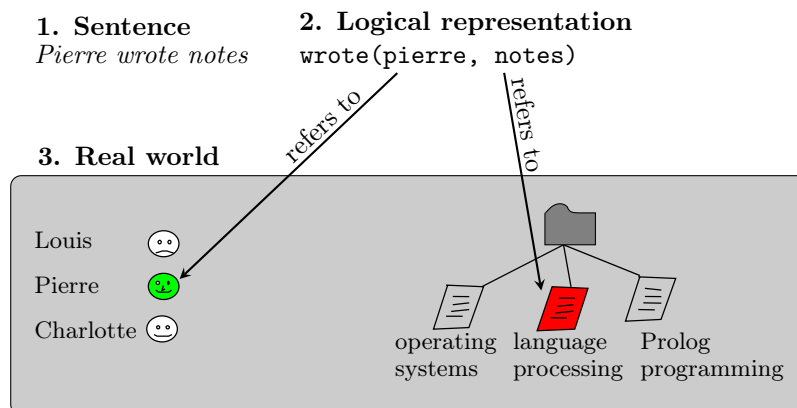 1. Sentence
Pierre wrote notes
2. Logical representation
wrote(pierre, notes)
refers to
refers to
3. Real world
Louis
Pierre
Charlotte
operating
systems
language
processing
Prolog
programming